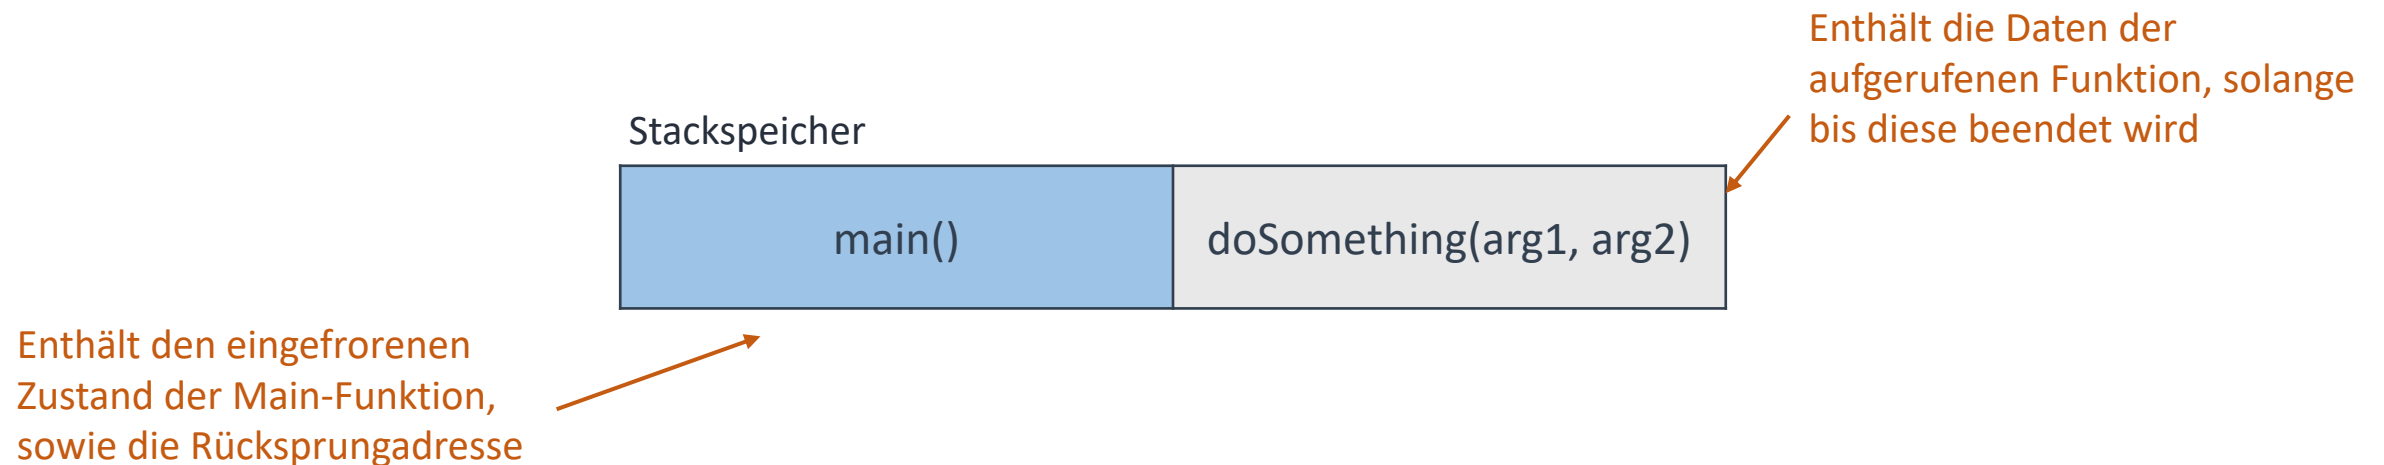 Enthält die Daten der
aufgerufenen Funktion, solange
bis diese beendet wird
Stackspeicher
main()
doSomething(arg1, arg2)
Enthält den eingefrorenen
Zustand der Main-Funktion,
sowie die Rücksprungadresse